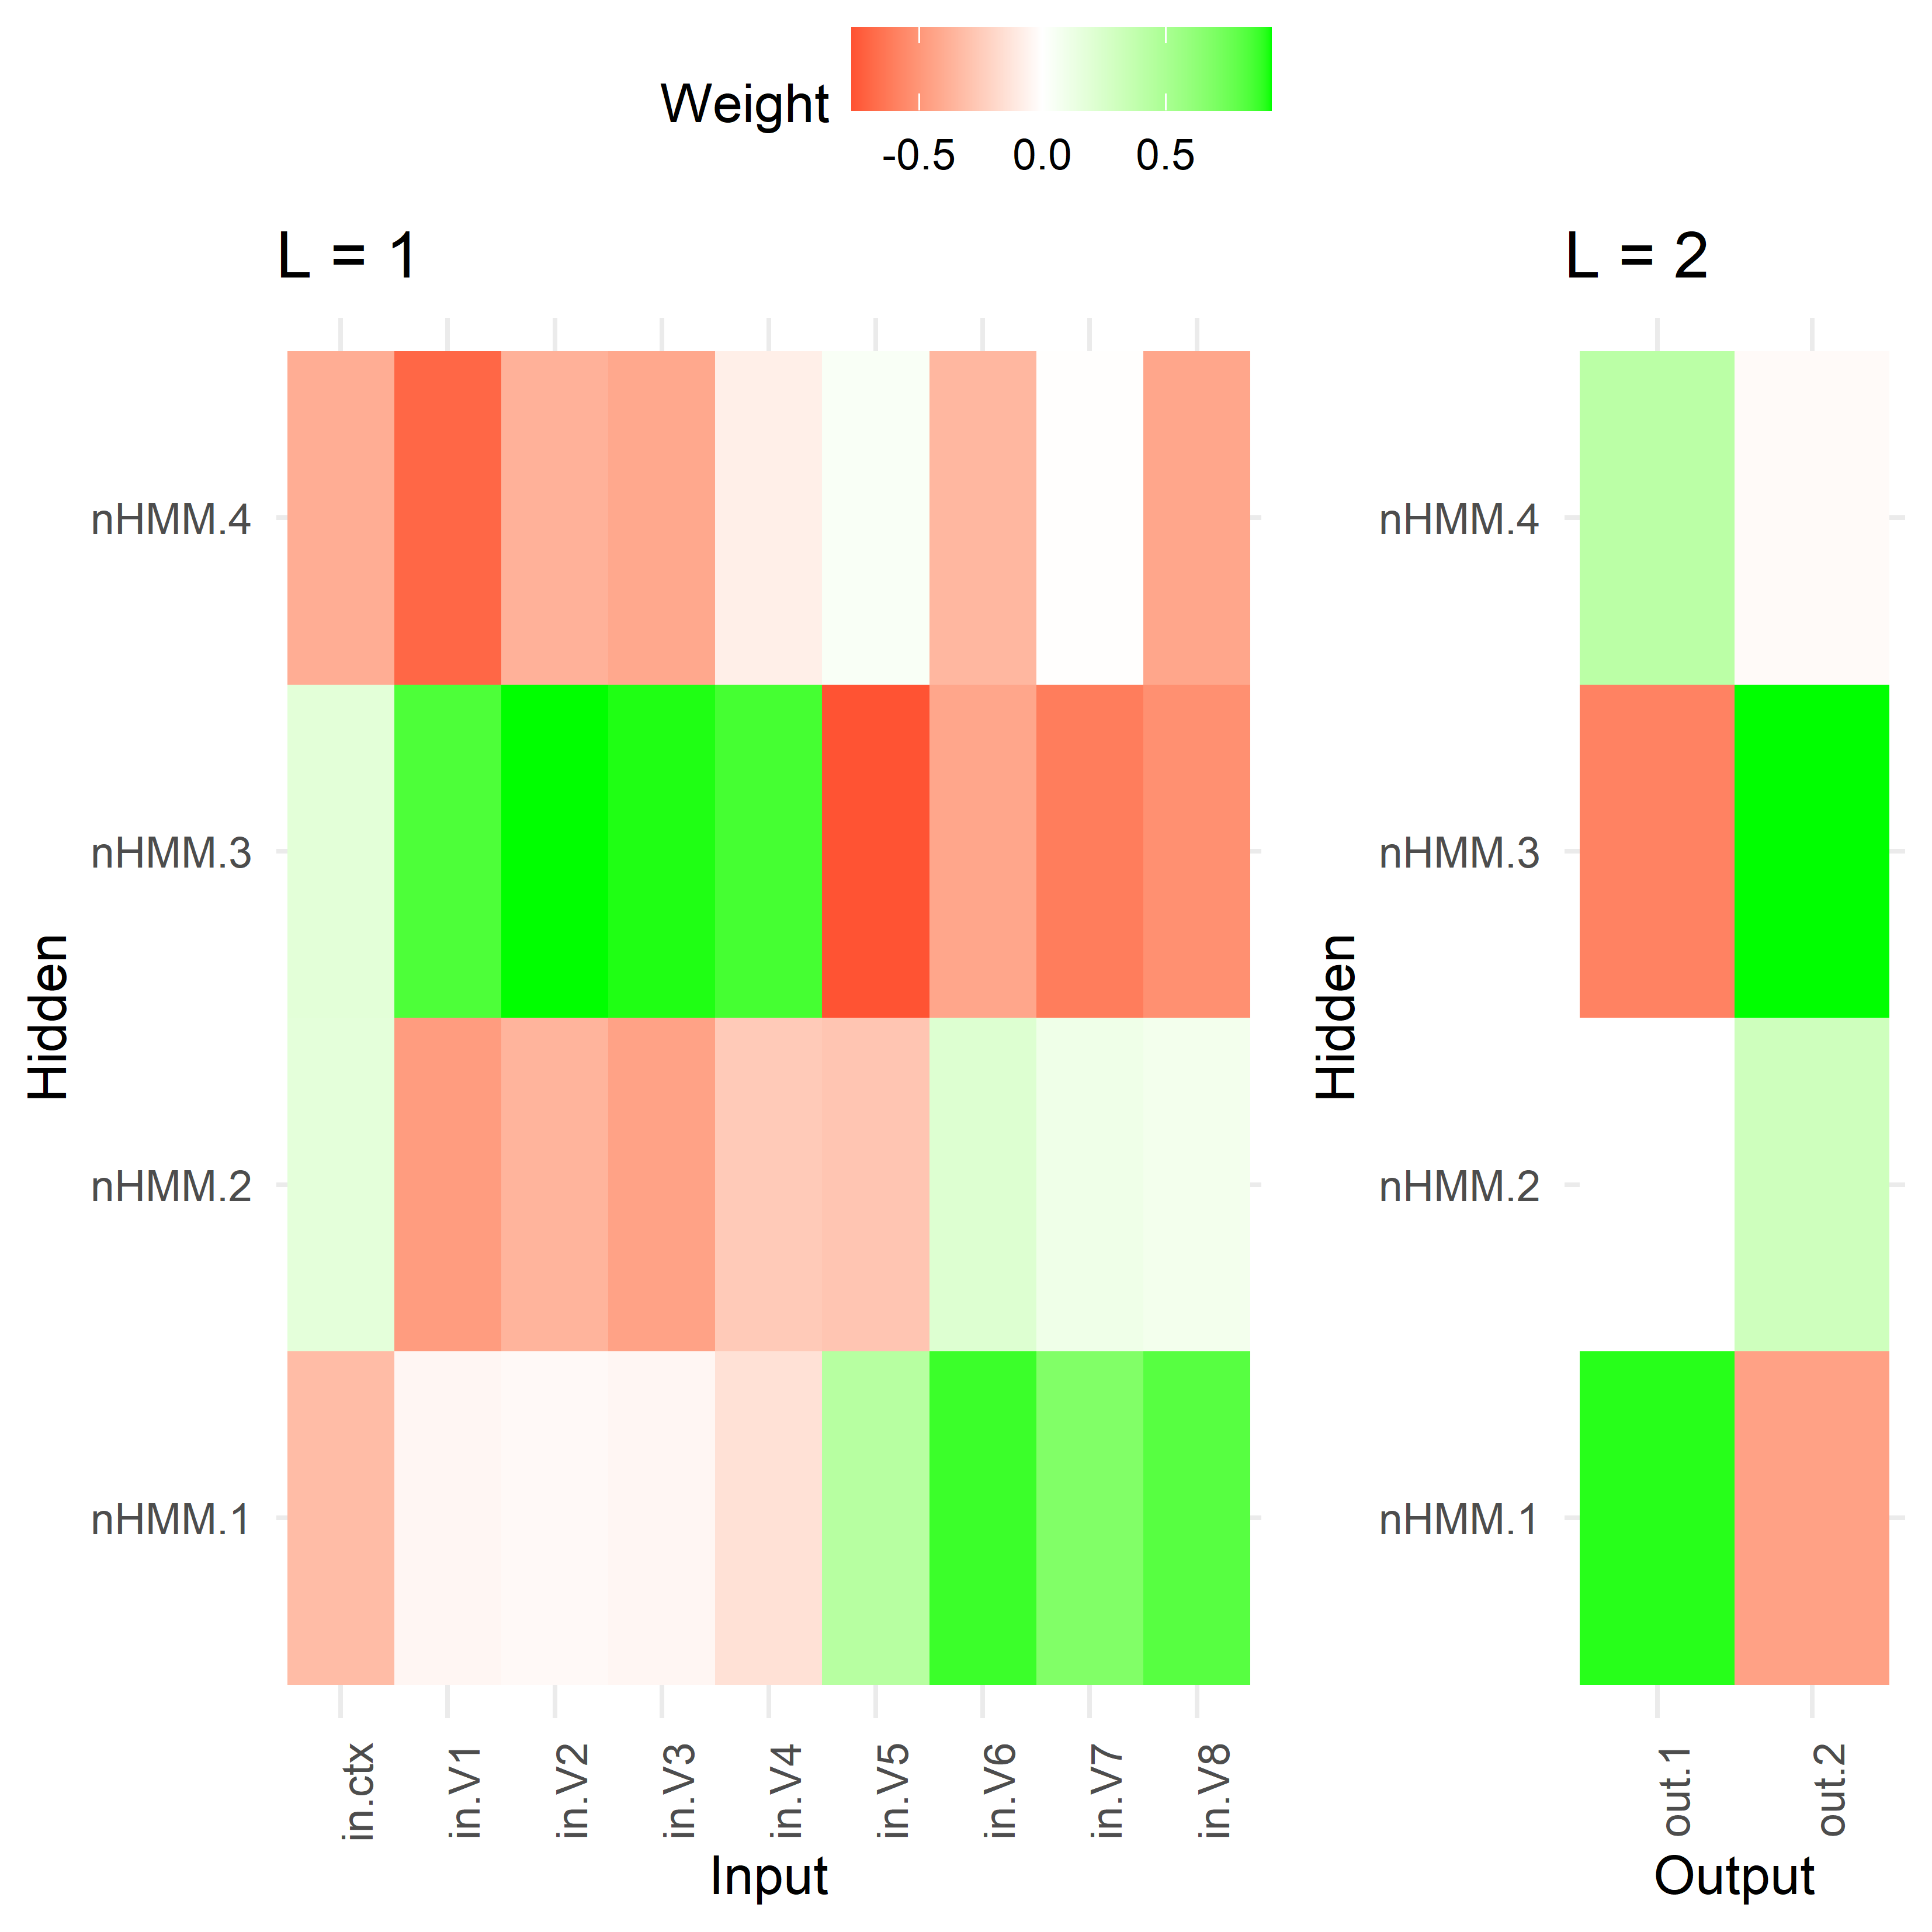 Weight
-0.5 0.0 0.5
L = 1
L = 2
Hidden
nHMM.4
nHMM.3
nHMM.2
nHMM.1
in.ctx in.V1 in.V2 in.V3 in.V4 in.V5 in.V6 in.V7 in.V8
Input
Hidden
nHMM.4
nHMM.3
nHMM.2
nHMM.1
out.1 out.2
Output